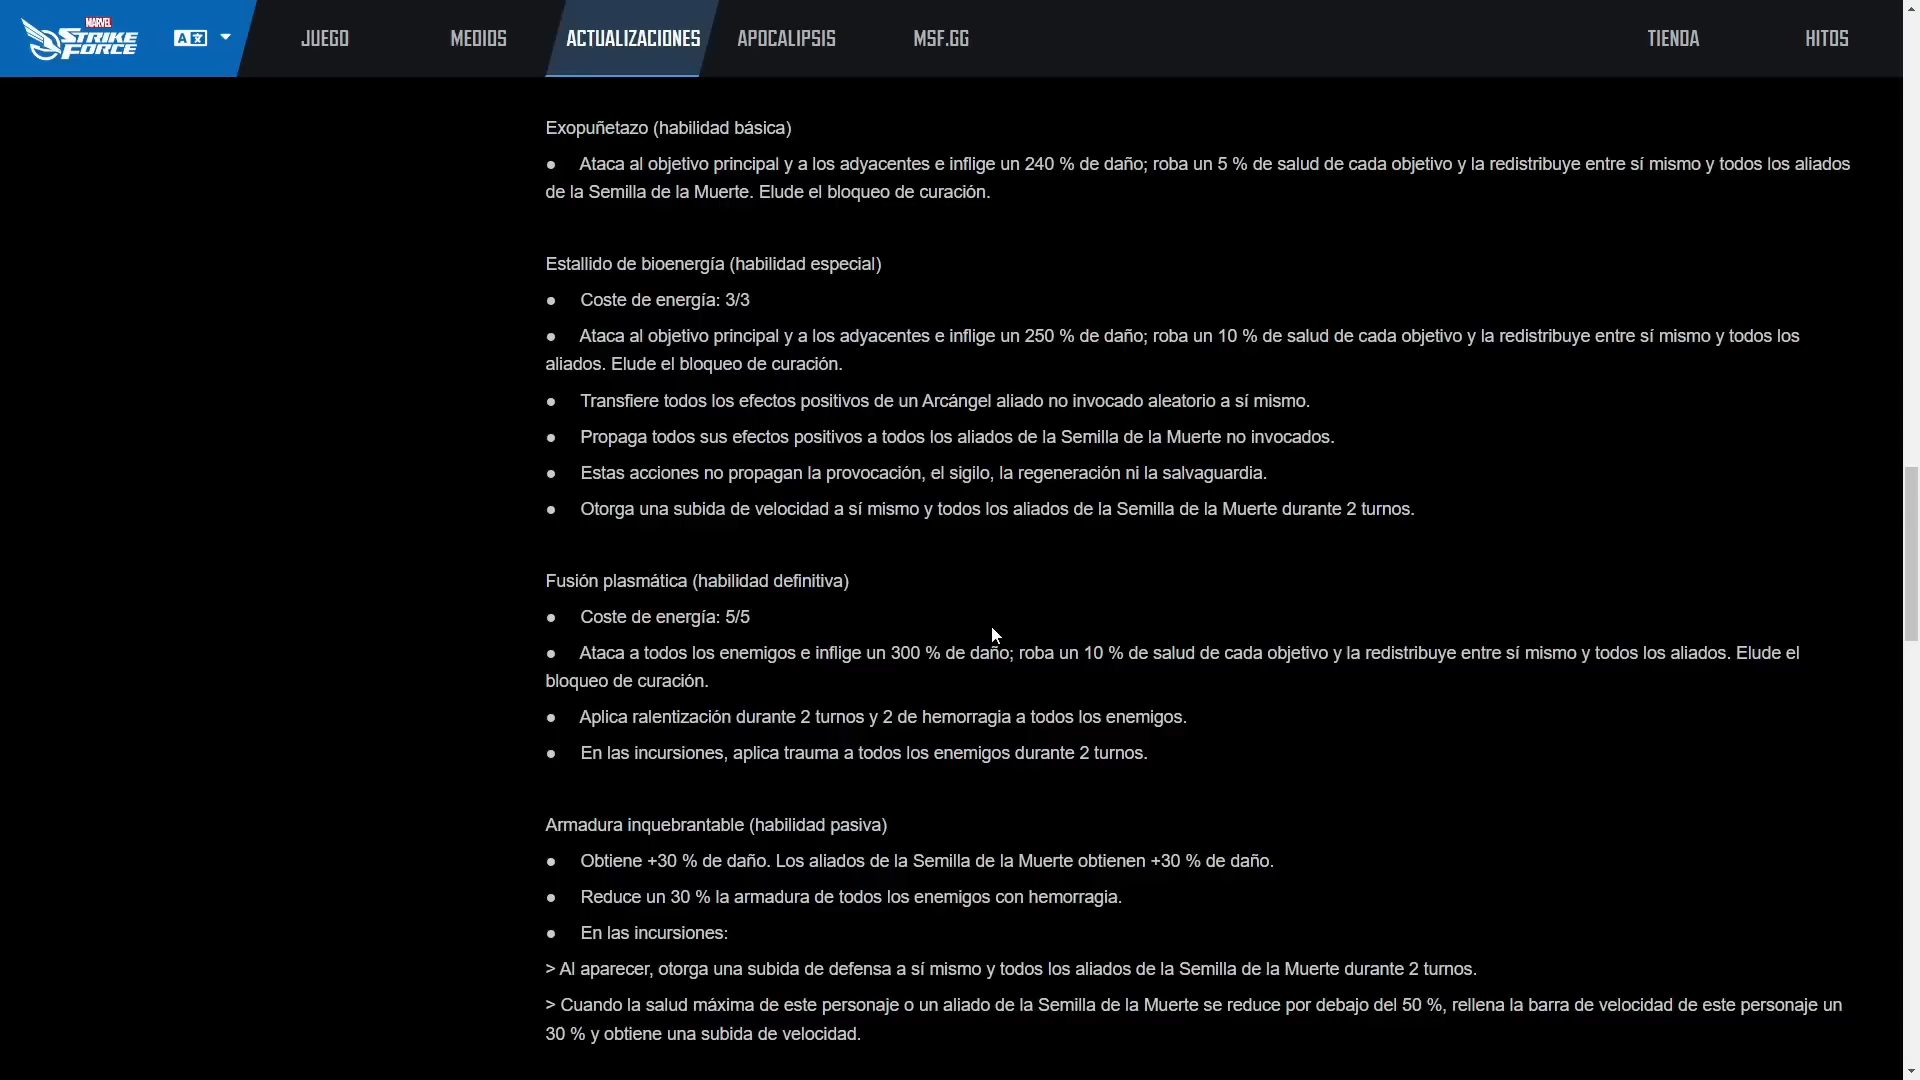 MARVEL
STRIKE
FORCE
JUEGO
MEDIOS
ACTUALIZACIONES
APOCALIPSIS
MSF.GG
TIENDA
HITOS
Exopuñetazo (habilidad básica)
● Ataca al objetivo principal y a los adyacentes e inflige un 240 % de daño; roba un 5 % de salud de cada objetivo y la redistribuye entre sí mismo y todos los aliados
de la Semilla de la Muerte. Elude el bloqueo de curación.
Estallido de bioenergía (habilidad especial)
● Coste de energía: 3/3
● Ataca al objetivo principal y a los adyacentes e inflige un 250 % de daño; roba un 10 % de salud de cada objetivo y la redistribuye entre sí mismo y todos los
aliados. Elude el bloqueo de curación.
● Transfiere todos los efectos positivos de un Arcángel aliado no invocado aleatorio a sí mismo.
● Propaga todos sus efectos positivos a todos los aliados de la Semilla de la Muerte no invocados.
● Estas acciones no propagan la provocación, el sigilo, la regeneración ni la salvaguardia.
● Otorga una subida de velocidad a sí mismo y todos los aliados de la Semilla de la Muerte durante 2 turnos.
Fusión plasmática (habilidad definitiva)
● Coste de energía: 5/5
● Ataca a todos los enemigos e inflige un 300 % de daño; roba un 10 % de salud de cada objetivo y la redistribuye entre sí mismo y todos los aliados. Elude el
bloqueo de curación.
● Aplica ralentización durante 2 turnos y 2 de hemorragia a todos los enemigos.
● En las incursiones, aplica trauma a todos los enemigos durante 2 turnos.
Armadura inquebrantable (habilidad pasiva)
● Obtiene +30 % de daño. Los aliados de la Semilla de la Muerte obtienen +30 % de daño.
● Reduce un 30 % la armadura de todos los enemigos con hemorragia.
● En las incursiones:
> Al aparecer, otorga una subida de defensa a sí mismo y todos los aliados de la Semilla de la Muerte durante 2 turnos.
> Cuando la salud máxima de este personaje o un aliado de la Semilla de la Muerte se reduce por debajo del 50 %, rellena la barra de velocidad de este personaje un
30 % y obtiene una subida de velocidad.